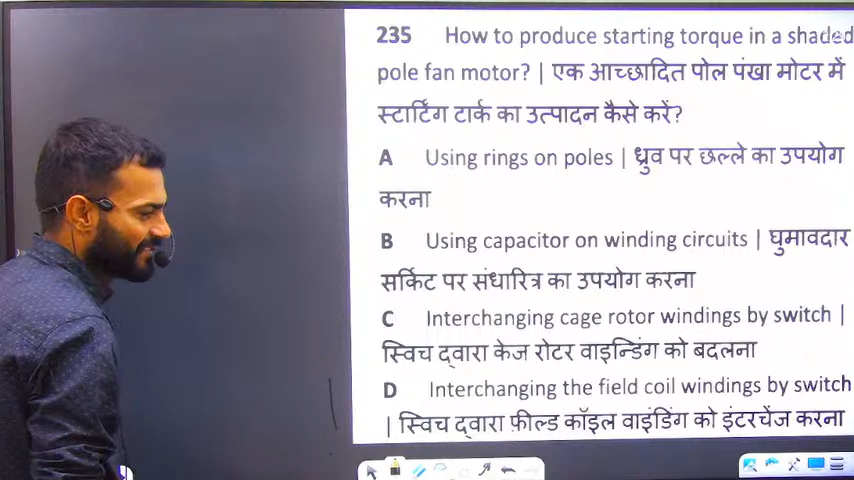 235 How to produce starting torque in a shaded
pole fan motor? | एक आच्छादित पोल पंखा मोटर में
स्टार्टिंग टार्क का उत्पादन कैसे करें?
A Using rings on poles | ध्रुव पर छल्ले का उपयोग
करना
B Using capacitor on winding circuits | घुमावदार
सर्किट पर संधारित्र का उपयोग करना
C Interchanging cage rotor windings by switch |
स्विच द्वारा केज रोटर वाइन्डिंग को बदलना
D Interchanging the field coil windings by switch
| स्विच द्वारा फ़ील्ड कॉइल वाइंडिंग को इंटरचेंज करना